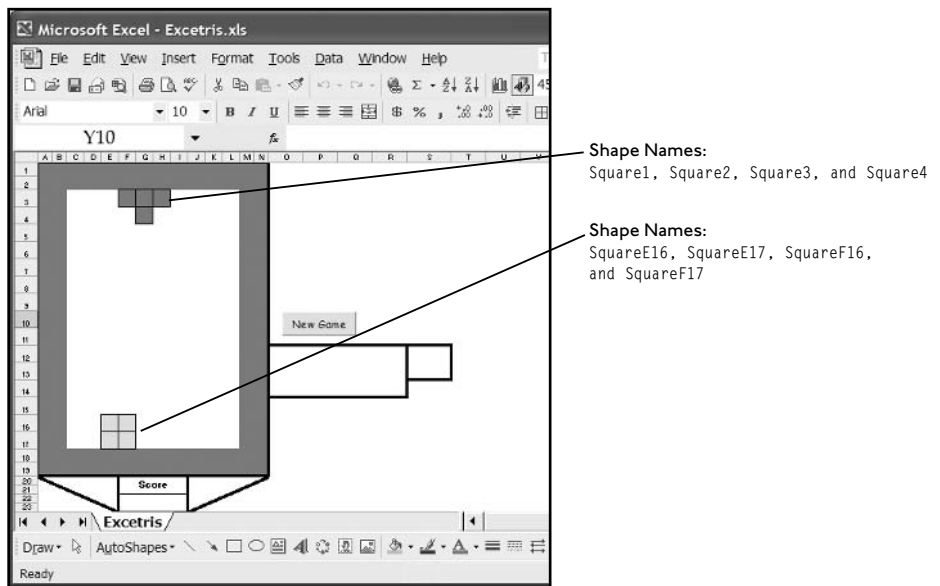 Microsoft Excel - Excetris.xls
File Edit View Insert Format Tools Data Window Help
45
Arial 10 B I U $ % ,
Y10 fx
A B C D E F G H I J K L M N O P Q R S T U V
1
2
3
4
5
6
7
8
9
10
New Game
11
12
13
14
15
16
17
18
19
20
Score
21
22
23
Excetris
Draw AutoShapes
Ready
Shape Names:
Square1, Square2, Square3, and Square4
Shape Names:
SquareE16, SquareE17, SquareF16,
and SquareF17